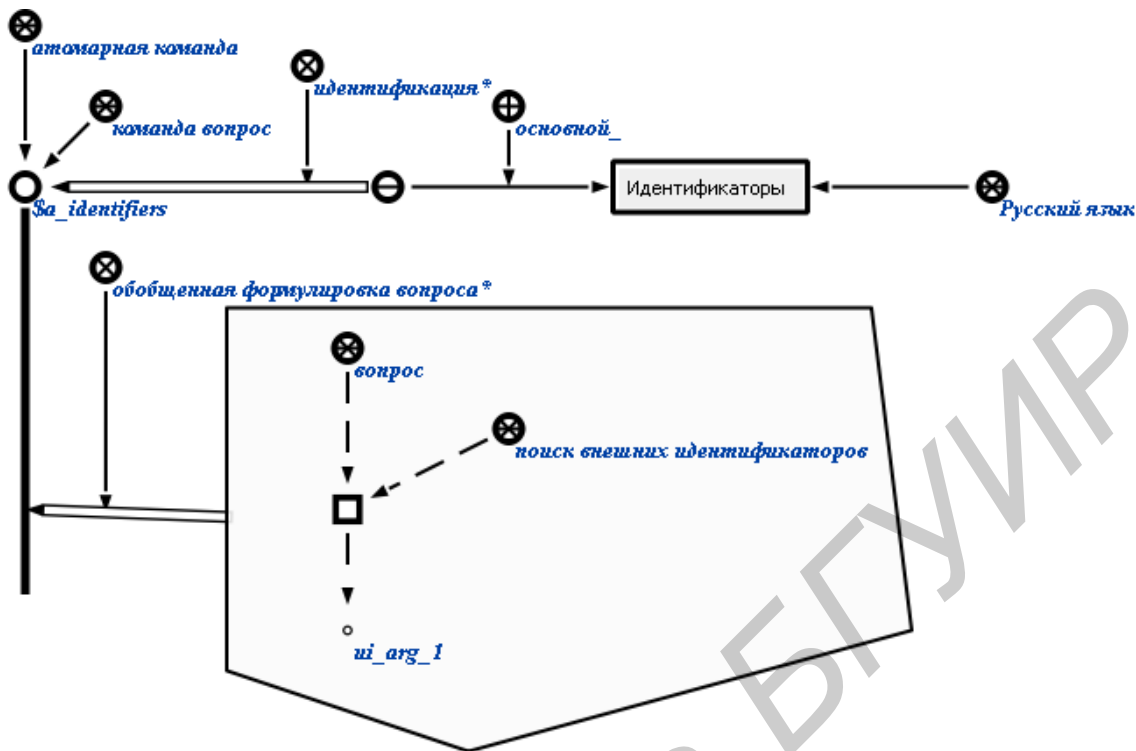 атомарная команда
идентификация*
команда вопрос
основной_
Идентификаторы
$a_identifiers
Русский язык
обобщенная формулировка вопроса*
вопрос
поиск внешних идентификаторов
ui_arg_1
БГУИР